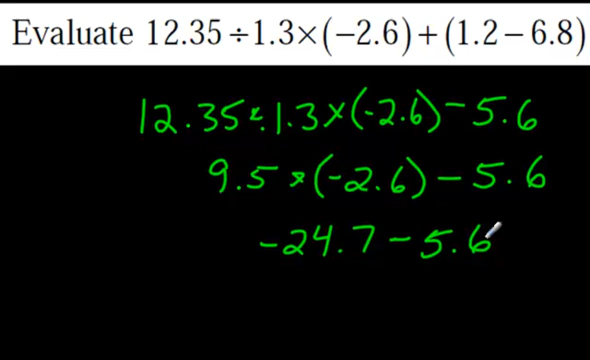 Evaluate 12.35 ÷ 1.3 × (−2.6) + (1.2 − 6.8)
12.35 ÷ 1.3 × (-2.6) - 5.6
9.5 × (-2.6) - 5.6
-24.7 - 5.6